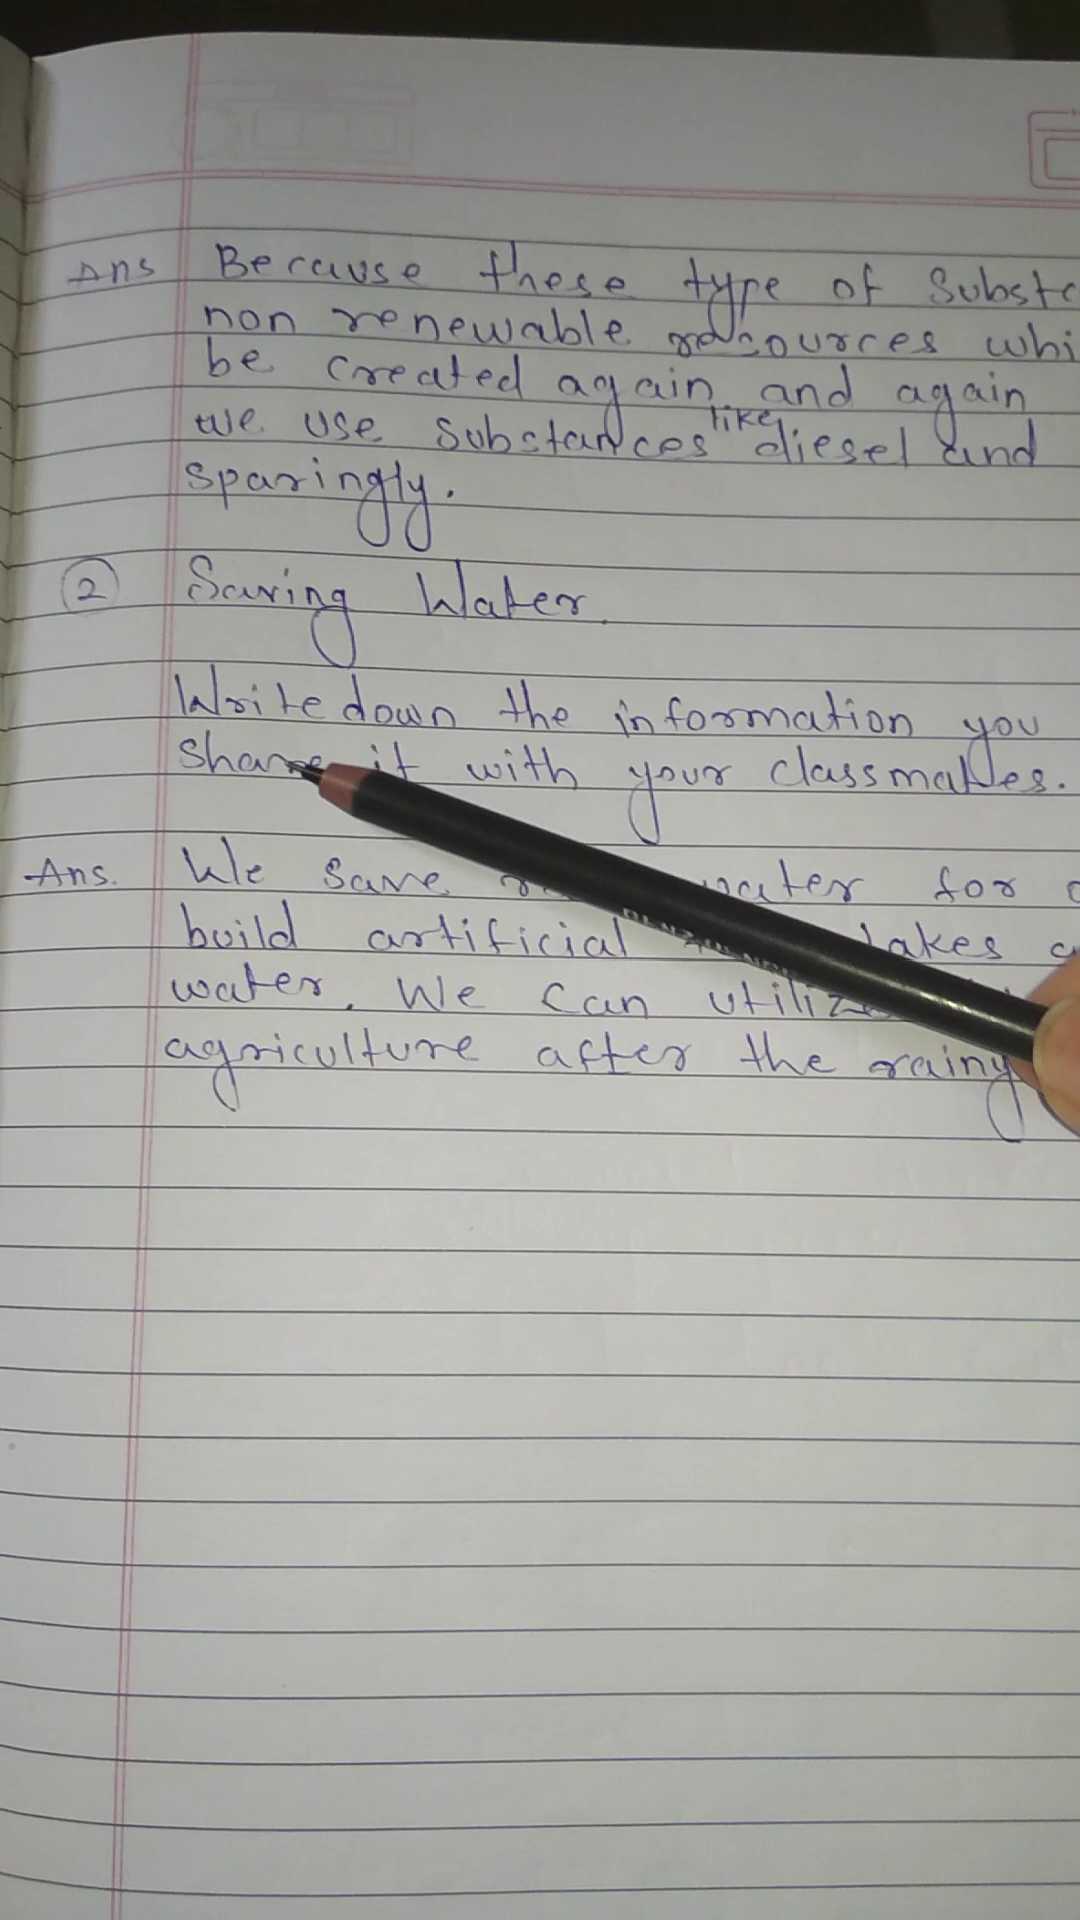 Ans Because these type of
non renewable resources
be created again and again
we use substances like diesel and
sparingly.
2 Saving Water.
Write down the information you
share it with your classmates.
Ans. We save water for
build artificial lakes
water. We can
agriculture after the rainy